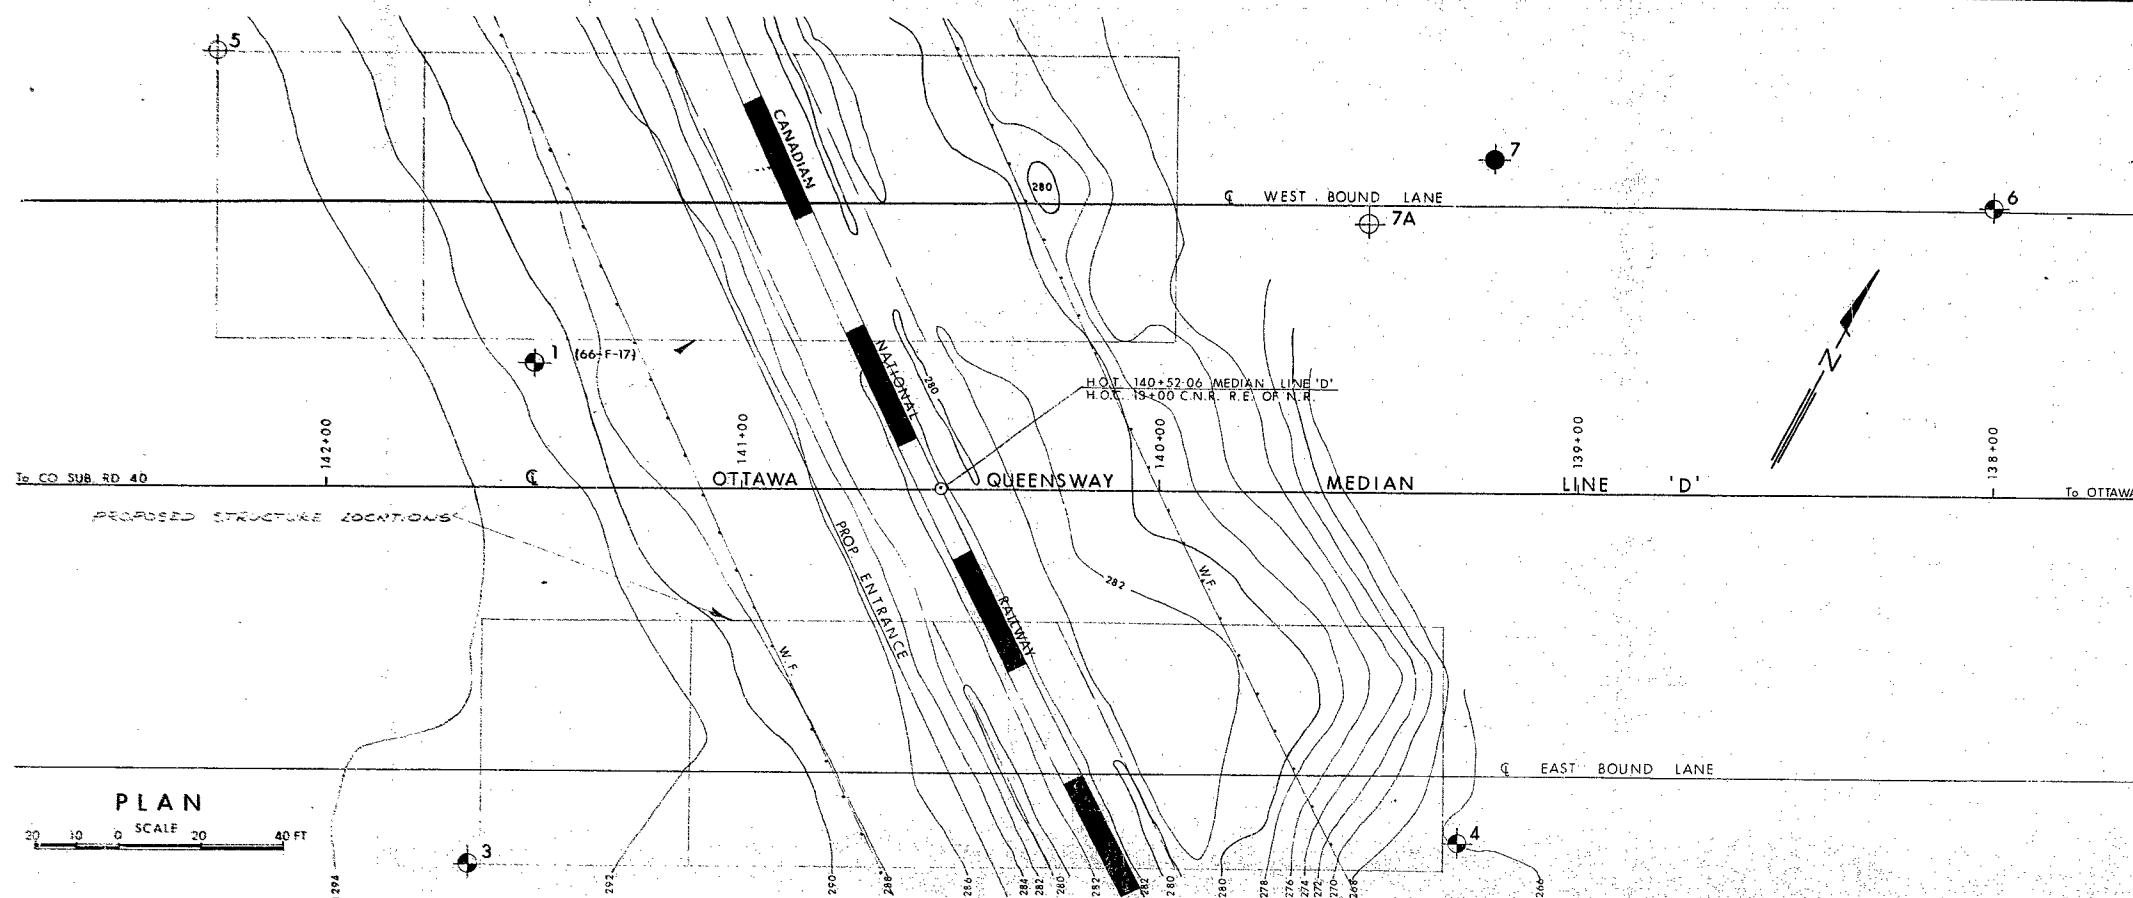 5
CANADIAN
7
280
6
℄ WEST BOUND LANE
7A
1 (66-F-17)
NATIONAL
280
N
H.O.T. 140+52.06 MEDIAN LINE 'D'
H.O.C. 19+00 C.N.R. R.E. OF N.R.
142+00
141+00
140+00
139+00
138+00
To CO SUB. RD 40
℄ OTTAWA QUEENSWAY MEDIAN LINE 'D'
To OTTAWA
PROPOSED STRUCTURE LOCATIONS
PROP. ENTRANCE
282
W.F.
RAILWAY
W.F.
℄ EAST BOUND LANE
PLAN
SCALE
20 10 0 20 40 FT
3
4
294
292
290
288
286
284
282
280
282
282
280
280
278
276
274
272
270
268
266